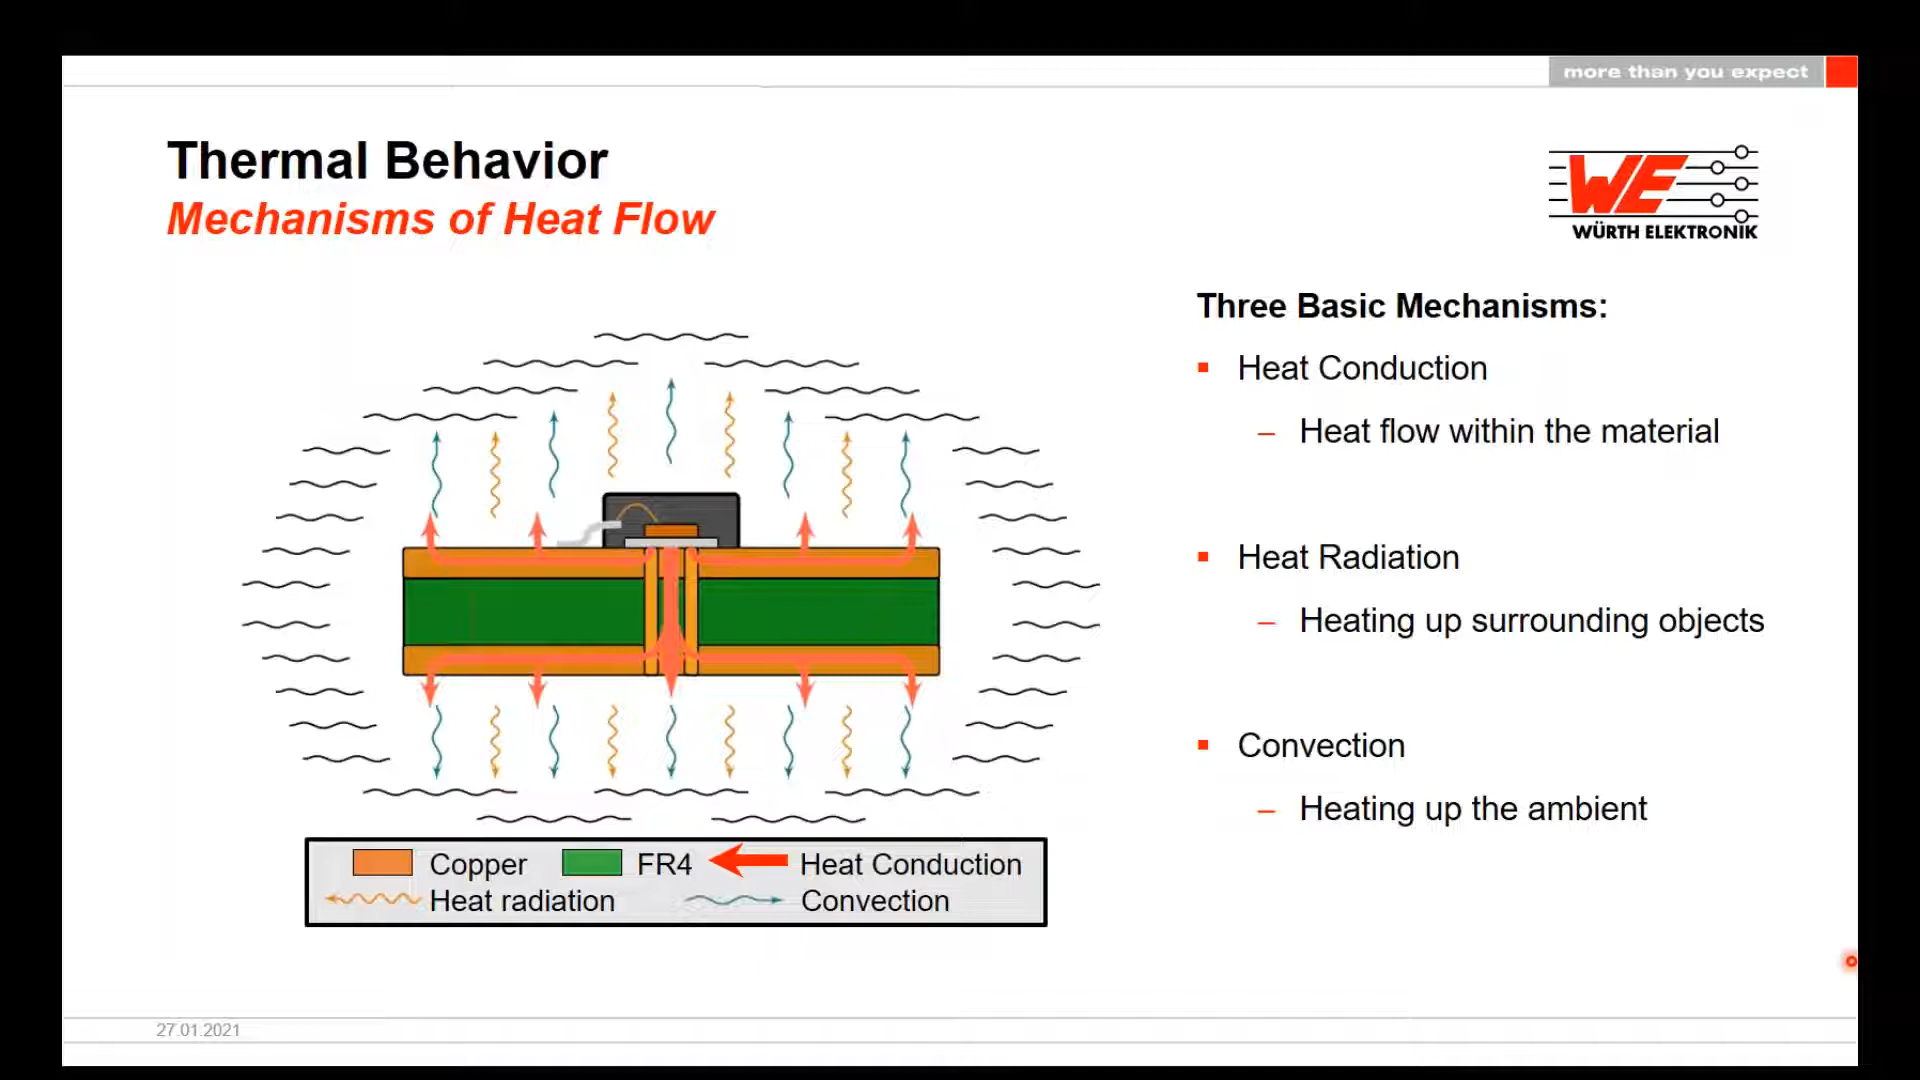 more than you expect
Thermal Behavior
Mechanisms of Heat Flow
WE
WÜRTH ELEKTRONIK
Three Basic Mechanisms:
Heat Conduction
– Heat flow within the material
Heat Radiation
– Heating up surrounding objects
Convection
– Heating up the ambient
Copper FR4 Heat Conduction
Heat radiation Convection
27.01.2021